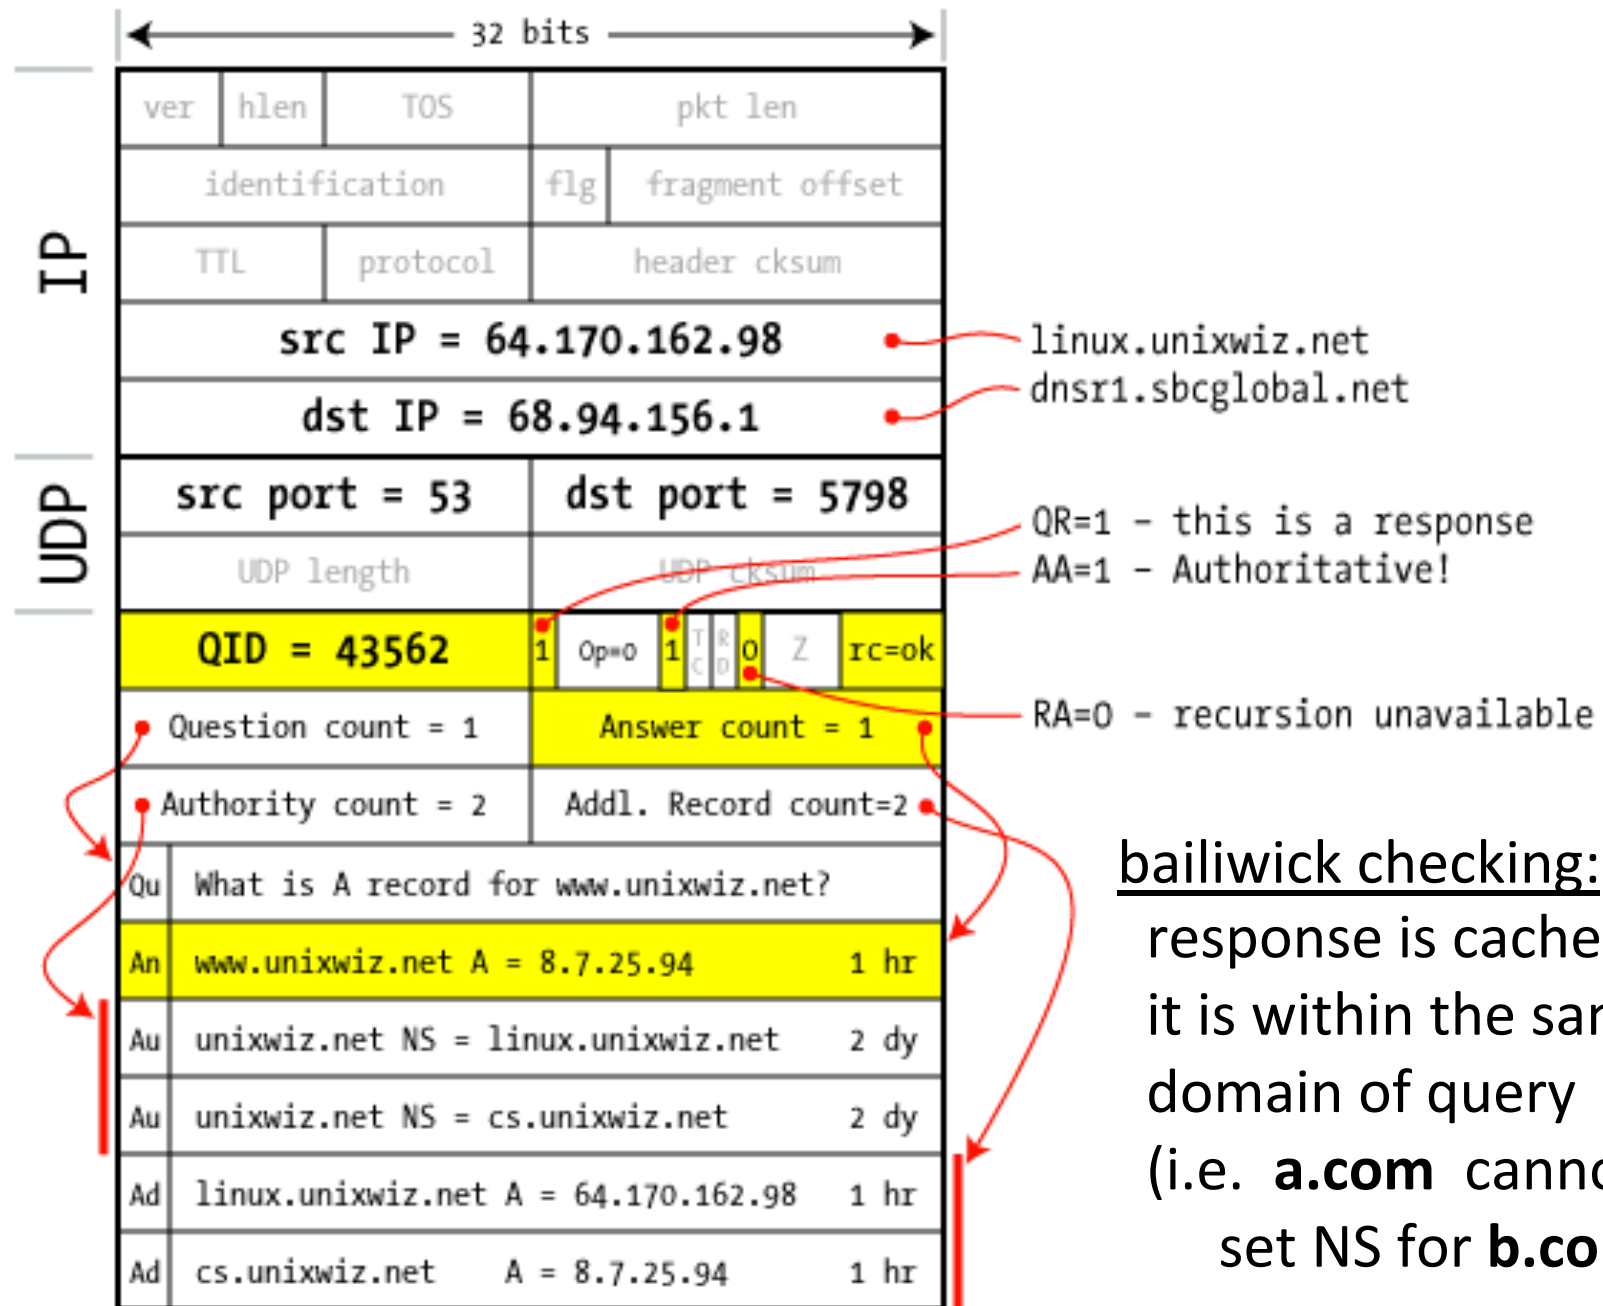 32 bits
ver hlen TOS pkt len
identification flg fragment offset
TTL protocol header cksum
IP
src IP = 64.170.162.98
linux.unixwiz.net
dst IP = 68.94.156.1
dnsr1.sbcglobal.net
UDP
src port = 53 dst port = 5798
QR=1 – this is a response
UDP length UDP cksum
AA=1 – Authoritative!
QID = 43562 1 Op=0 1 TC RD 0 Z rc=ok
RA=0 – recursion unavailable
Question count = 1 Answer count = 1
Authority count = 2 Addl. Record count=2
Qu What is A record for www.unixwiz.net?
An www.unixwiz.net A = 8.7.25.94 1 hr
Au unixwiz.net NS = linux.unixwiz.net 2 dy
Au unixwiz.net NS = cs.unixwiz.net 2 dy
Ad linux.unixwiz.net A = 64.170.162.98 1 hr
Ad cs.unixwiz.net A = 8.7.25.94 1 hr
bailiwick checking:
response is cache
it is within the
domain of query
(i.e. a.com
set NS for b.co